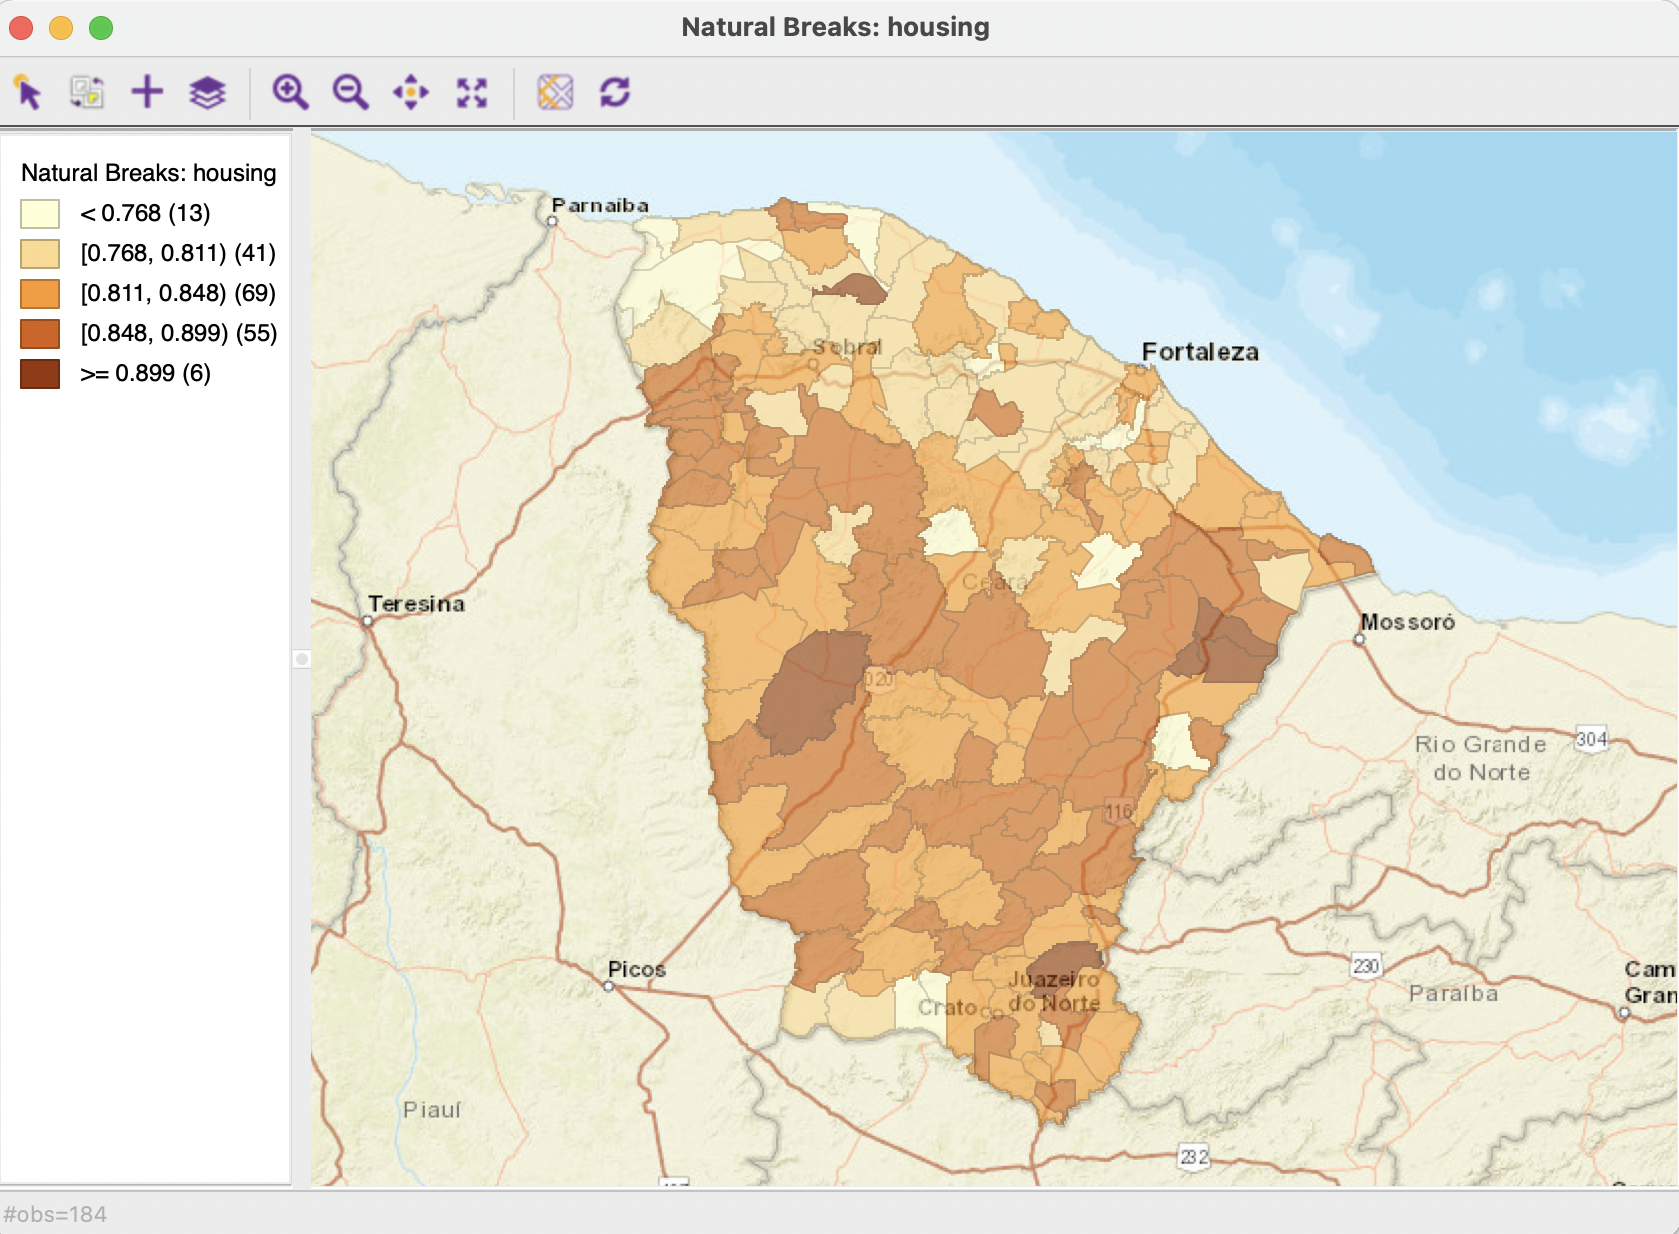 Natural Breaks: housing
Natural Breaks: housing
< 0.768 (13)
[0.768, 0.811) (41)
[0.811, 0.848) (69)
[0.848, 0.899) (55)
>= 0.899 (6)
Parnaíba
Sobral
Fortaleza
Ceará
Teresina
Mossoró
020
Rio Grande
do Norte
304
116
Picos
230
Paraíba
Cam
Gran
Juazeiro
do Norte
Crato
Piauí
232
#obs=184